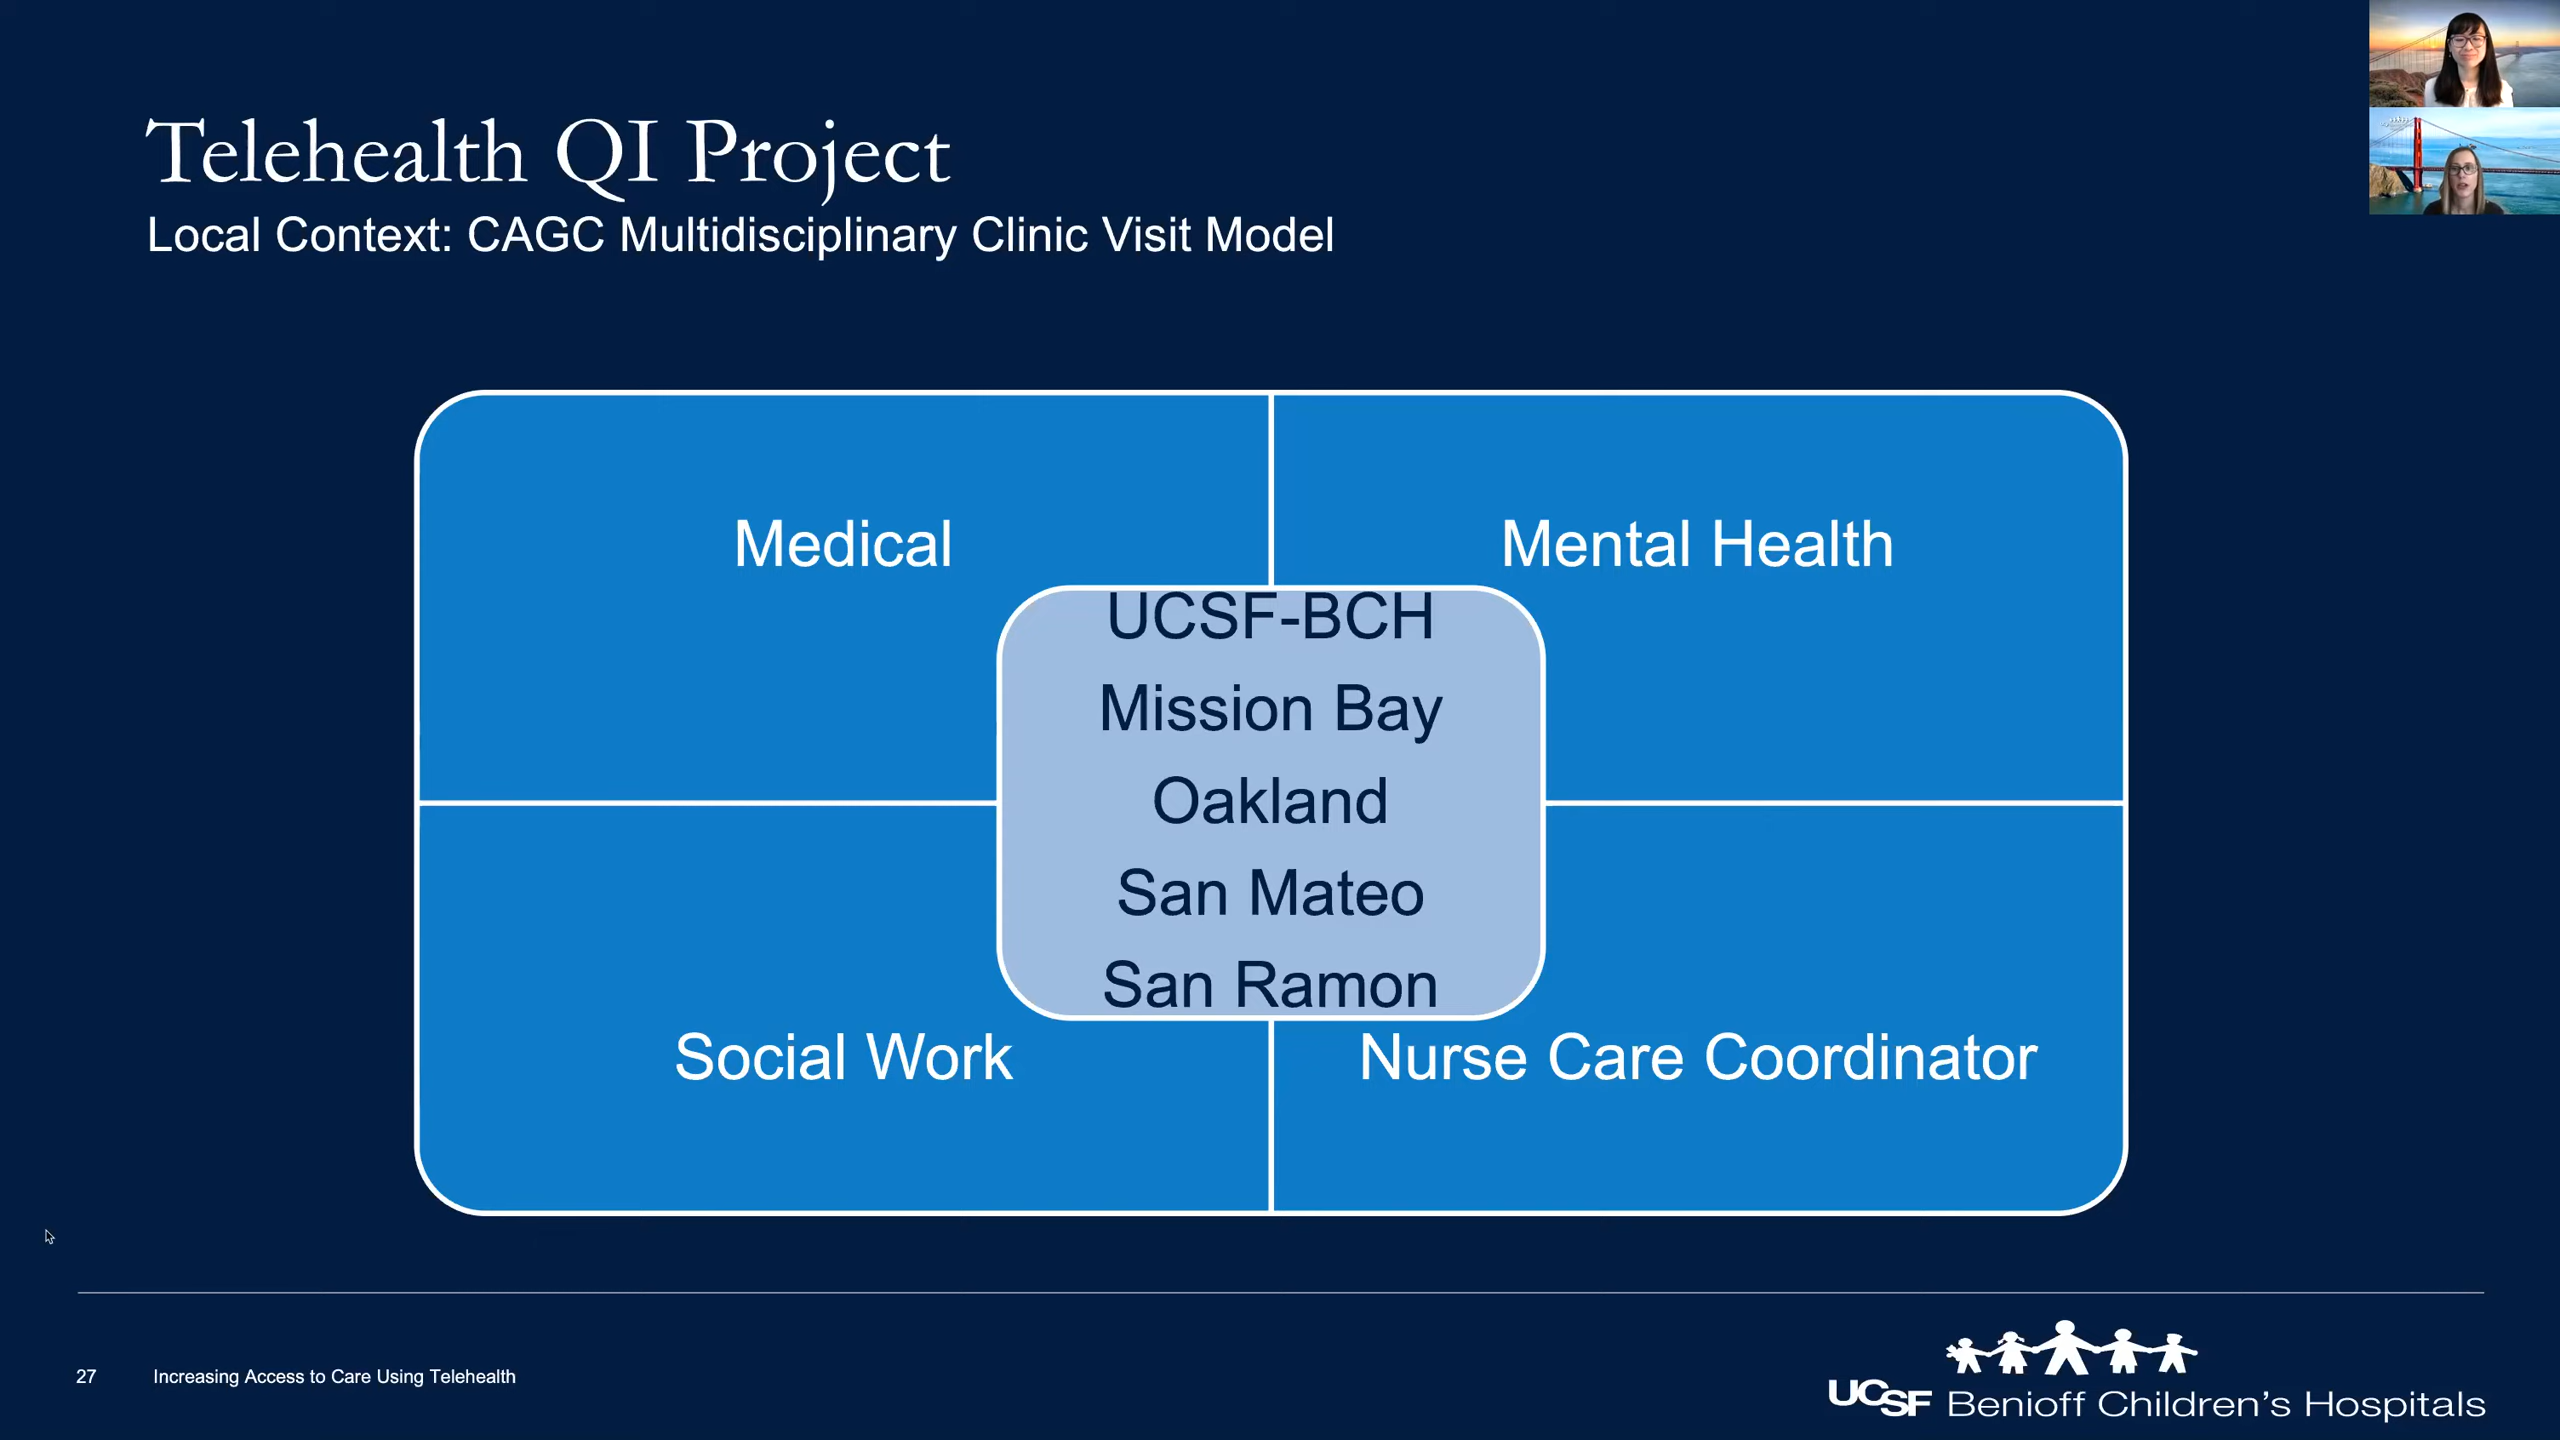 Telehealth QI Project
Local Context: CAGC Multidisciplinary Clinic Visit Model
Medical
Mental Health
UCSF-BCH
Mission Bay
Oakland
San Mateo
San Ramon
Social Work
Nurse Care Coordinator
27
Increasing Access to Care Using Telehealth
UCSF Benioff Children's Hospitals